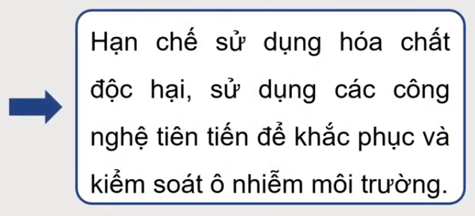 Hạn chế sử dụng hóa chất
độc hại, sử dụng các công
nghệ tiên tiến để khắc phục và
kiểm soát ô nhiễm môi trường.